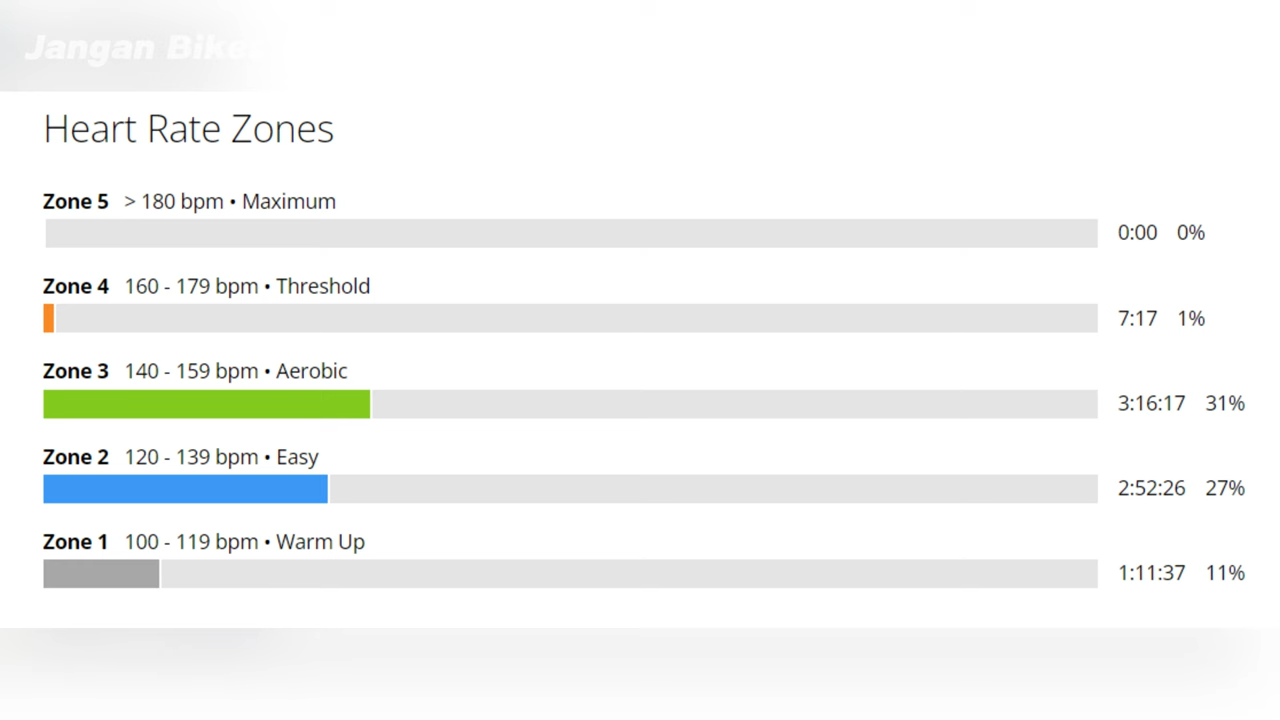 Jangan Bikes
Heart Rate Zones
Zone 5 > 180 bpm • Maximum
0:00 0%
Zone 4 160 - 179 bpm • Threshold
7:17 1%
Zone 3 140 - 159 bpm • Aerobic
3:16:17 31%
Zone 2 120 - 139 bpm • Easy
2:52:26 27%
Zone 1 100 - 119 bpm • Warm Up
1:11:37 11%